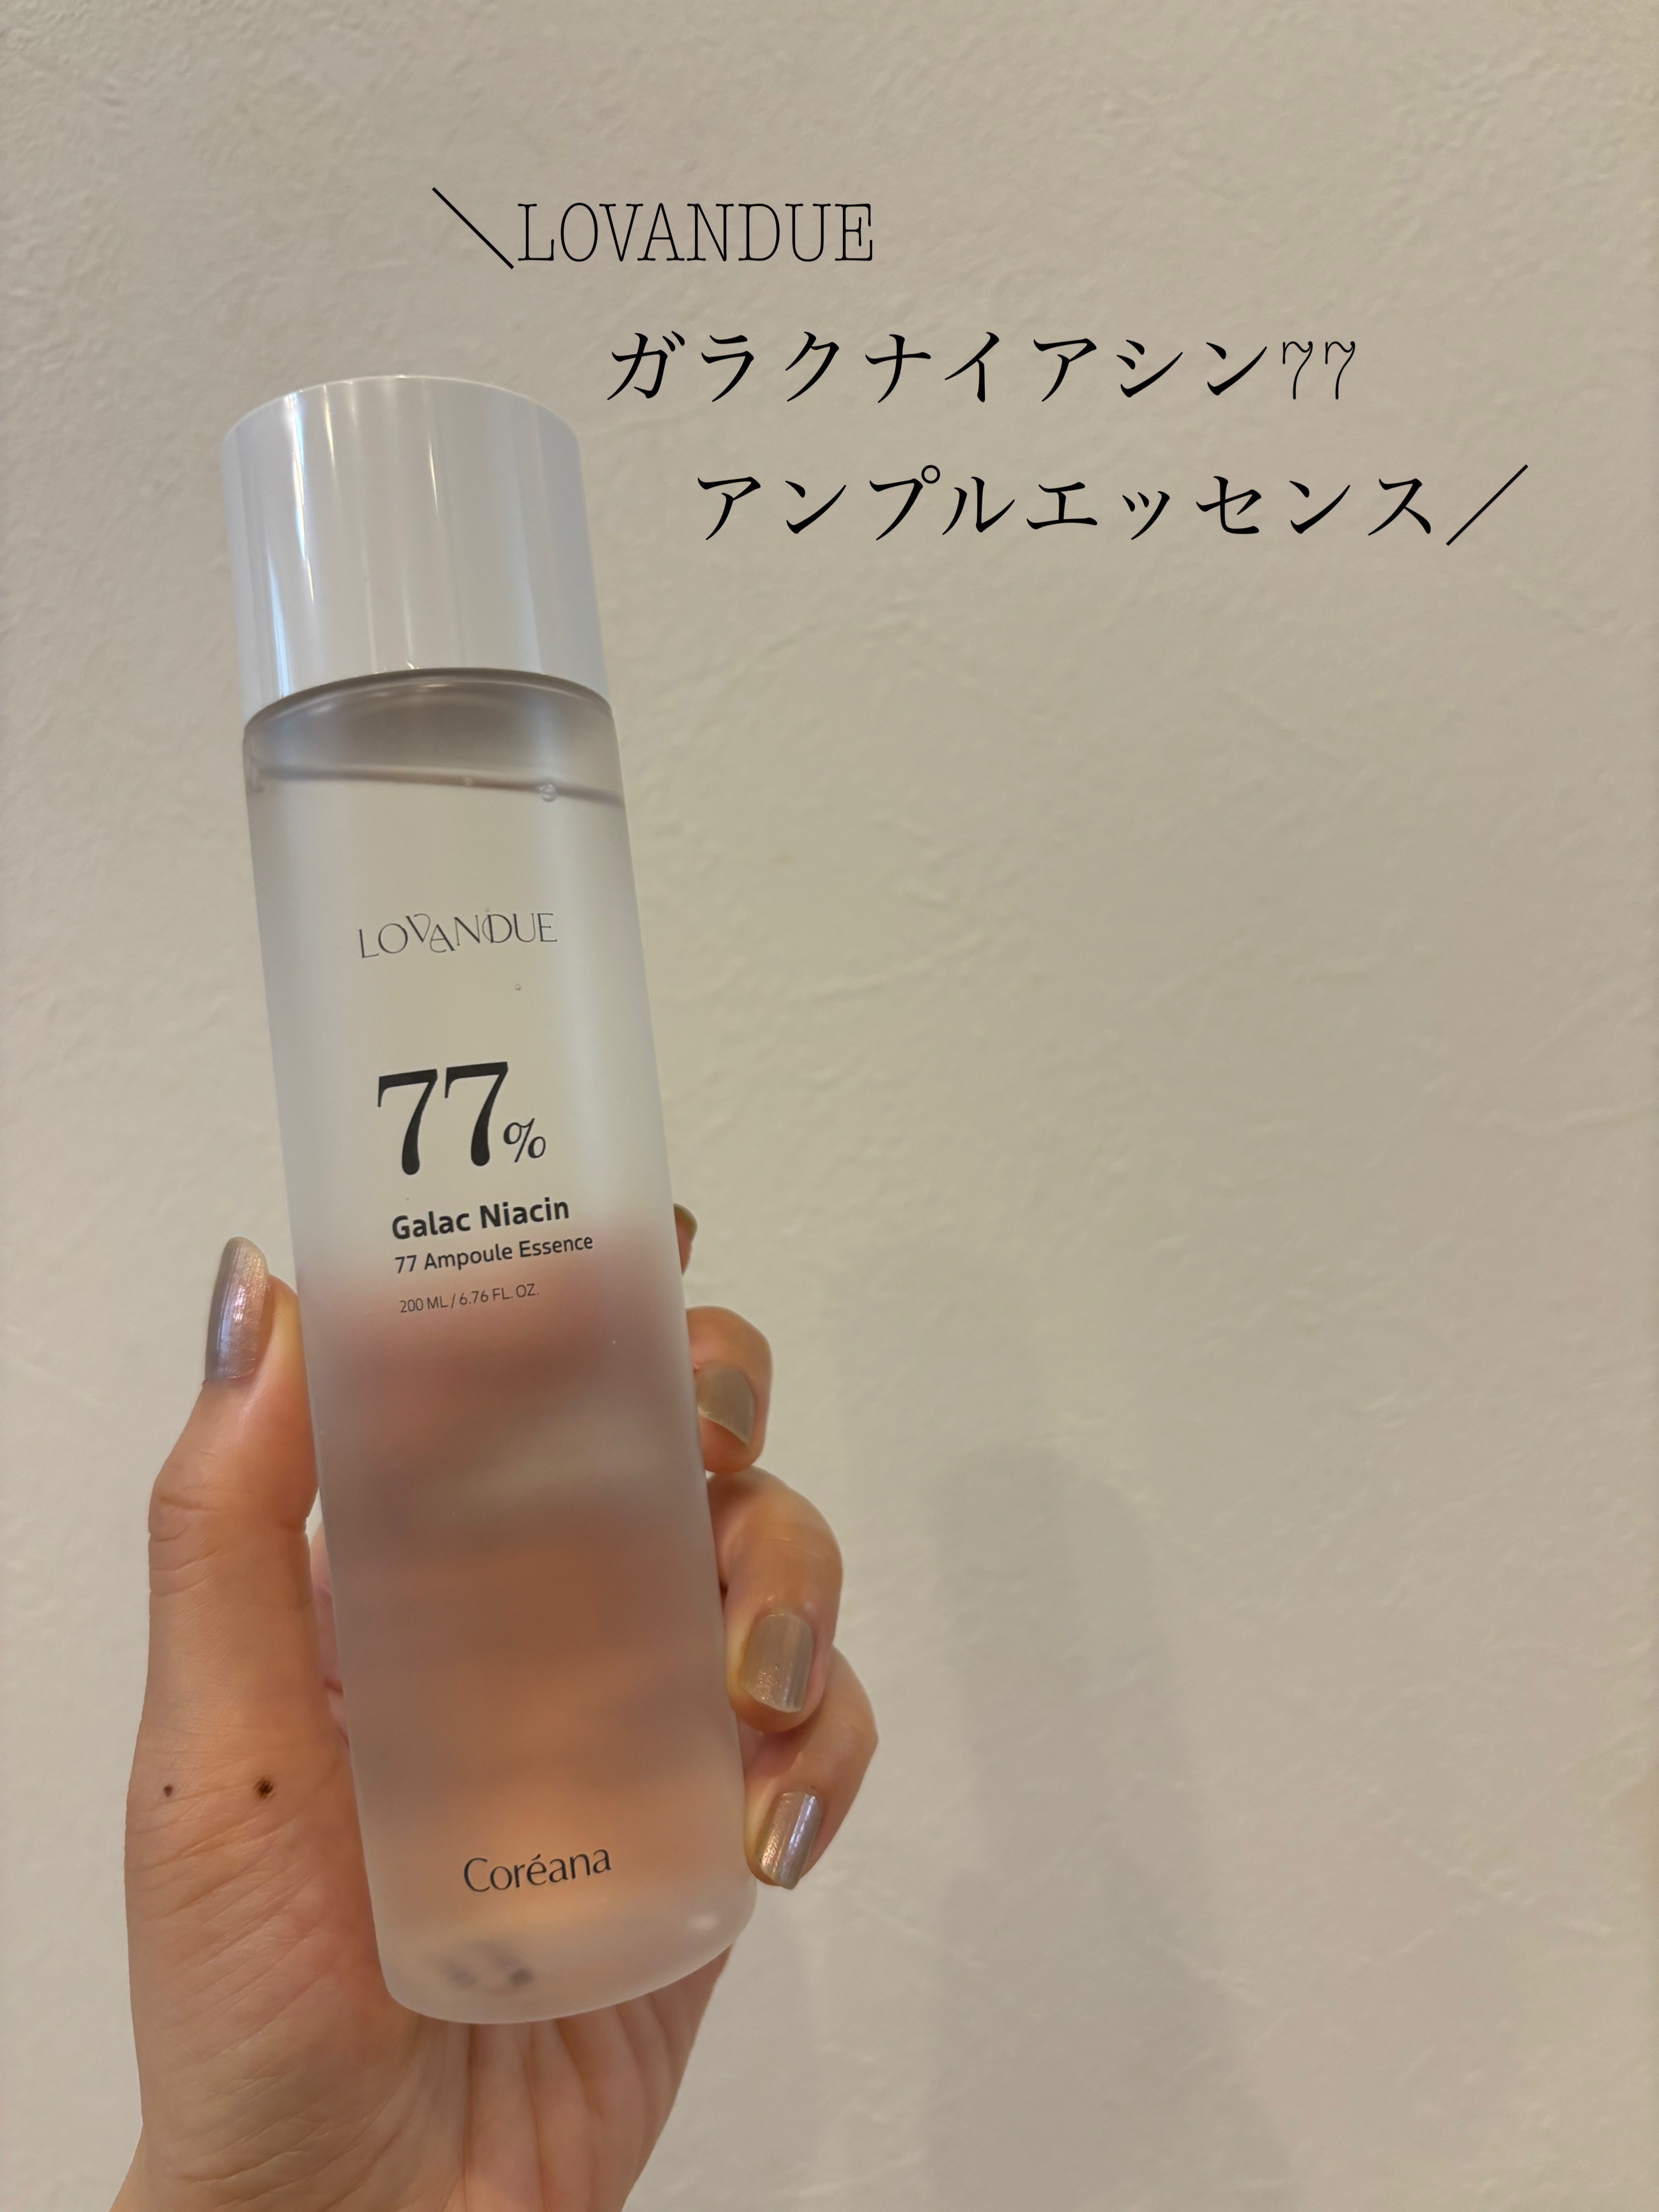 ＼LOVANDUE
ガラクナイアシン77
アンプルエッセンス／
LOVANDUE
77%
Galac Niacin
77 Ampoule Essence
200 ML / 6.76 FL. OZ.
Coréana